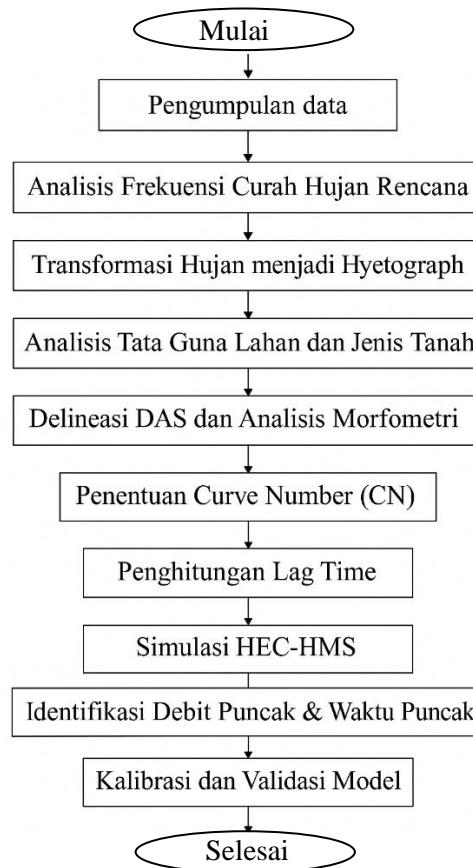 Mulai
Pengumpulan data
Analisis Frekuensi Curah Hujan Rencana
Transformasi Hujan menjadi Hyetograph
Analisis Tata Guna Lahan dan Jenis Tanah
Delineasi DAS dan Analisis Morfometri
Penentuan Curve Number (CN)
Penghitungan Lag Time
Simulasi HEC-HMS
Identifikasi Debit Puncak & Waktu Puncak
Kalibrasi dan Validasi Model
Selesai